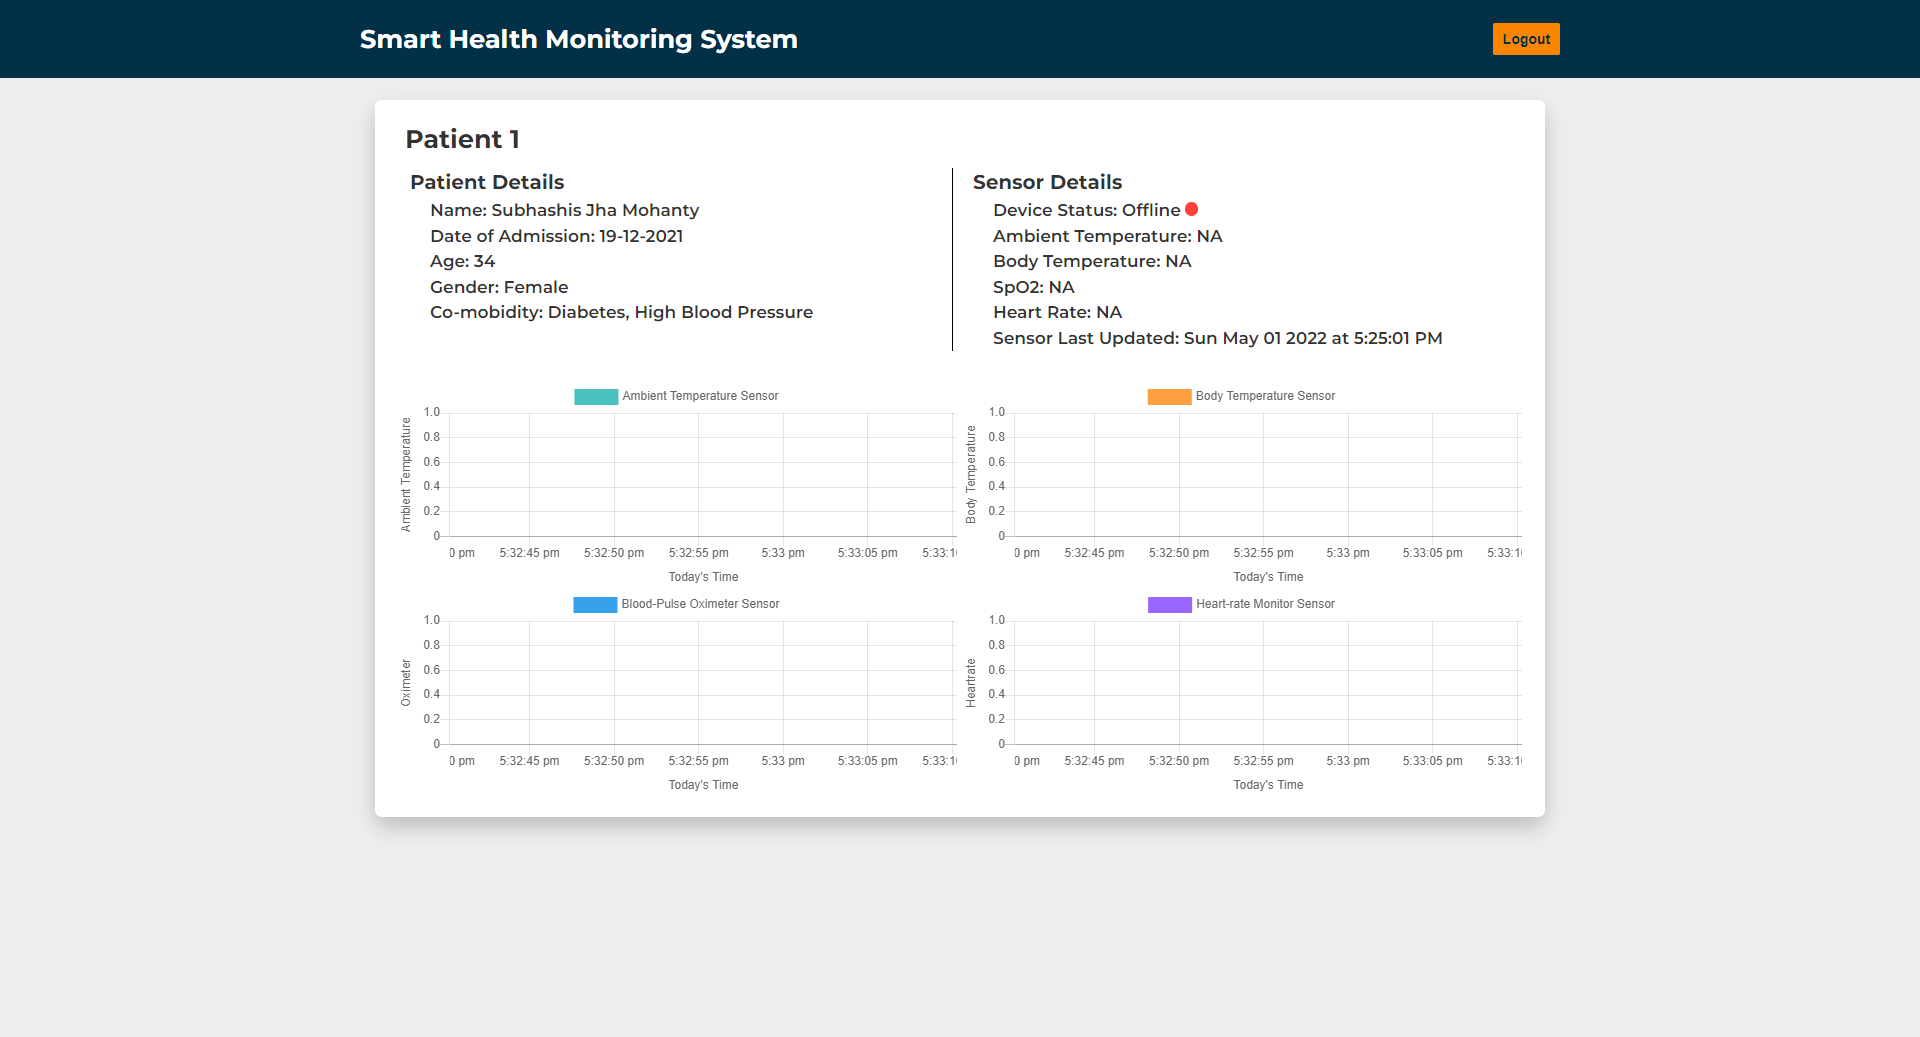 Smart Health Monitoring System
Logout
Patient 1
Patient Details
Name: Subhashis Jha Mohanty
Date of Admission: 19-12-2021
Age: 34
Gender: Female
Co-mobidity: Diabetes, High Blood Pressure
Sensor Details
Device Status: Offline
Ambient Temperature: NA
Body Temperature: NA
SpO2: NA
Heart Rate: NA
Sensor Last Updated: Sun May 01 2022 at 5:25:01 PM
Ambient Temperature Sensor
Ambient Temperature
1.0
0.8
0.6
0.4
0.2
0
0 pm 5:32:45 pm 5:32:50 pm 5:32:55 pm 5:33 pm 5:33:05 pm 5:33:1
Today's Time
Body Temperature Sensor
Body Temperature
1.0
0.8
0.6
0.4
0.2
0
0 pm 5:32:45 pm 5:32:50 pm 5:32:55 pm 5:33 pm 5:33:05 pm 5:33:1
Today's Time
Blood-Pulse Oximeter Sensor
Oximeter
1.0
0.8
0.6
0.4
0.2
0
0 pm 5:32:45 pm 5:32:50 pm 5:32:55 pm 5:33 pm 5:33:05 pm 5:33:1
Today's Time
Heart-rate Monitor Sensor
Heartrate
1.0
0.8
0.6
0.4
0.2
0
0 pm 5:32:45 pm 5:32:50 pm 5:32:55 pm 5:33 pm 5:33:05 pm 5:33:1
Today's Time